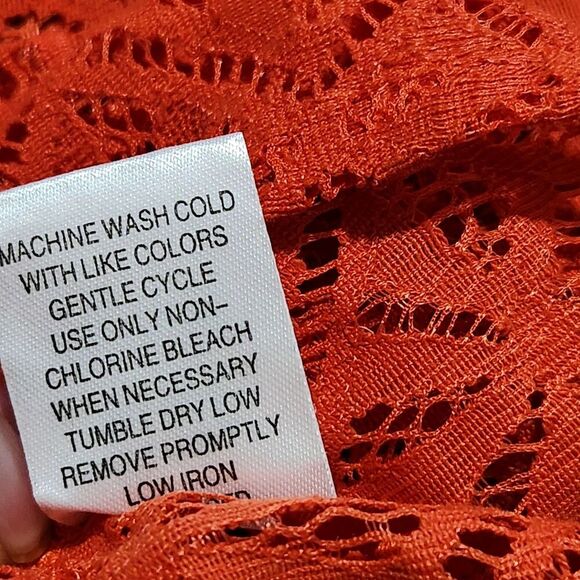 MACHINE WASH COLD
WITH LIKE COLORS
GENTLE CYCLE
USE ONLY NON-
CHLORINE BLEACH
WHEN NECESSARY
TUMBLE DRY LOW
REMOVE PROMPTLY
LOW IRON